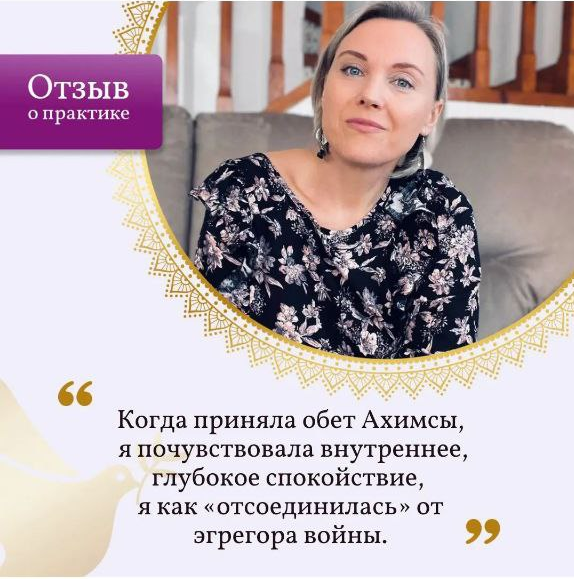 Отзыв
о практике
“
Когда приняла обет Ахимсы,
я почувствовала внутреннее,
глубокое спокойствие,
я как «отсоединилась» от
эгрегора войны.
”